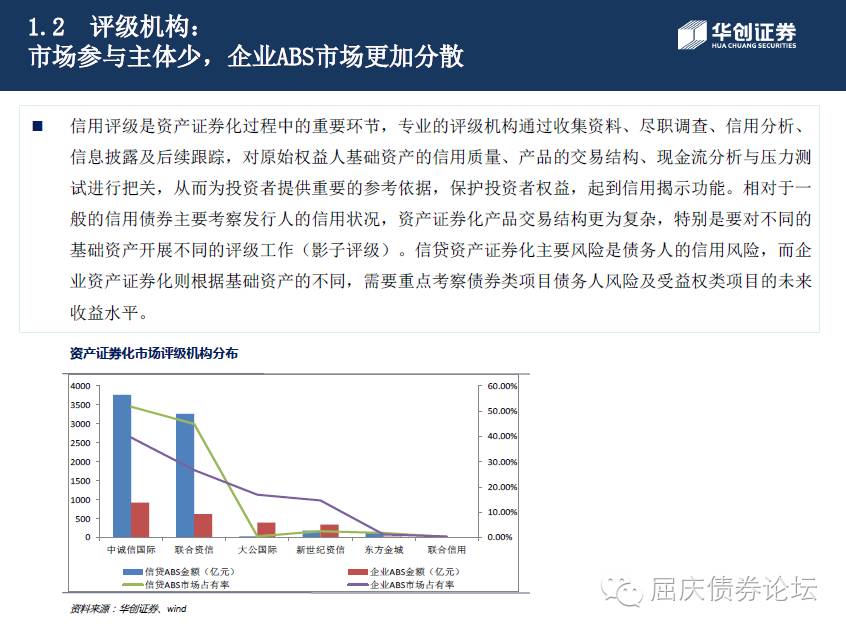 1.2 评级机构：
市场参与主体少，企业ABS市场更加分散
华创证券
HUA CHUANG SECURITIES
■ 信用评级是资产证券化过程中的重要环节，专业的评级机构通过收集资料、尽职调查、信用分析、
信息披露及后续跟踪，对原始权益人基础资产的信用质量、产品的交易结构、现金流分析与压力测
试进行把关，从而为投资者提供重要的参考依据，保护投资者权益，起到信用揭示功能。相对于一
般的信用债券主要考察发行人的信用状况，资产证券化产品交易结构更为复杂，特别是要对不同的
基础资产开展不同的评级工作（影子评级）。信贷资产证券化主要风险是债务人的信用风险，而企
业资产证券化则根据基础资产的不同，需要重点考察债券类项目债务人风险及受益权类项目的未来
收益水平。
资产证券化市场评级机构分布
4000 60.00%
3500 50.00%
3000 40.00%
2500 30.00%
2000 20.00%
1500 10.00%
1000 0.00%
500
0
中诚信国际 联合资信 大公国际 新世纪资信 东方金城 联合信用
信贷ABS金额（亿元） 企业ABS金额（亿元）
信贷ABS市场占有率 企业ABS市场占有率
资料来源：华创证券、wind
屈庆债券论坛